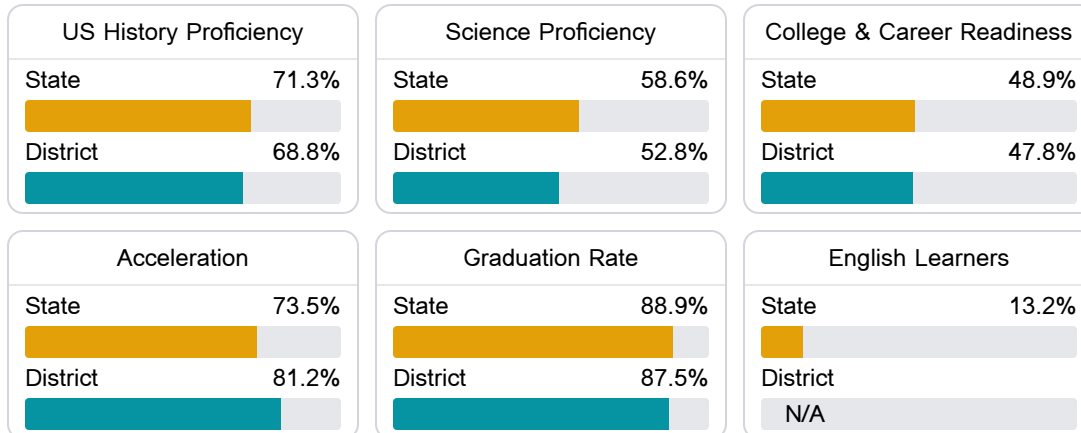 US History Proficiency
State 71.3%
District 68.8%
Science Proficiency
State 58.6%
District 52.8%
College & Career Readiness
State 48.9%
District 47.8%
Acceleration
State 73.5%
District 81.2%
Graduation Rate
State 88.9%
District 87.5%
English Learners
State 13.2%
District
N/A